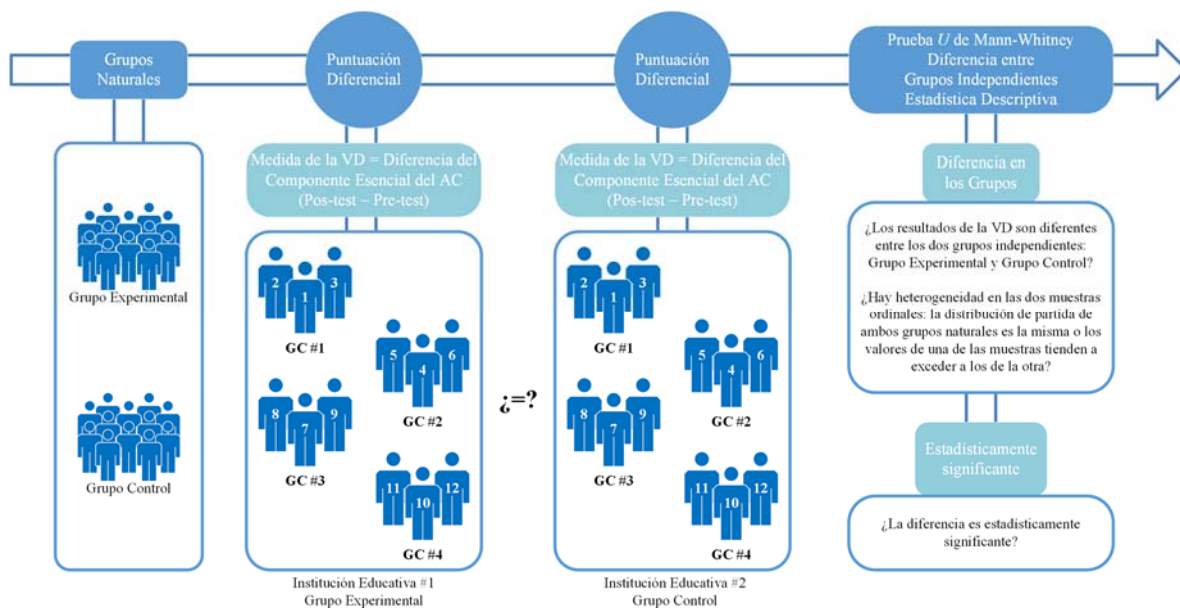 Grupos
Naturales
Grupo Experimental
Grupo Control
Puntuación
Diferencial
Medida de la VD = Diferencia del
Componente Esencial del AC
(Pos-test – Pre-test)
2
1
3
GC #1
5
4
6
GC #2
8
7
9
GC #3
11
10
12
GC #4
Institución Educativa #1
Grupo Experimental
¿=?
Puntuación
Diferencial
Medida de la VD = Diferencia del
Componente Esencial del AC
(Pos-test – Pre-test)
2
1
3
GC #1
5
4
6
GC #2
8
7
9
GC #3
11
10
12
GC #4
Institución Educativa #2
Grupo Control
Prueba U de Mann-Whitney
Diferencia entre
Grupos Independientes
Estadística Descriptiva
Diferencia en
los Grupos
¿Los resultados de la VD son diferentes
entre los dos grupos independientes:
Grupo Experimental y Grupo Control?
¿Hay heterogeneidad en las dos muestras
ordinales: la distribución de partida de
ambos grupos naturales es la misma o los
valores de una de las muestras tienden a
exceder a los de la otra?
Estadísticamente
significante
¿La diferencia es estadísticamente
significante?